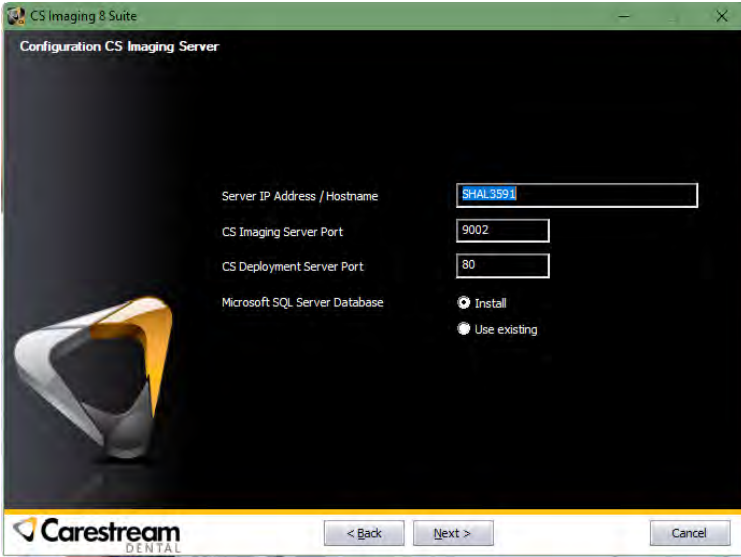 CS Imaging 8 Suite
Configuration CS Imaging Server
Server IP Address / Hostname
SHAL3591
CS Imaging Server Port
9002
CS Deployment Server Port
80
Microsoft SQL Server Database
Install
Use existing
Carestream
DENTAL
< Back
Next >
Cancel